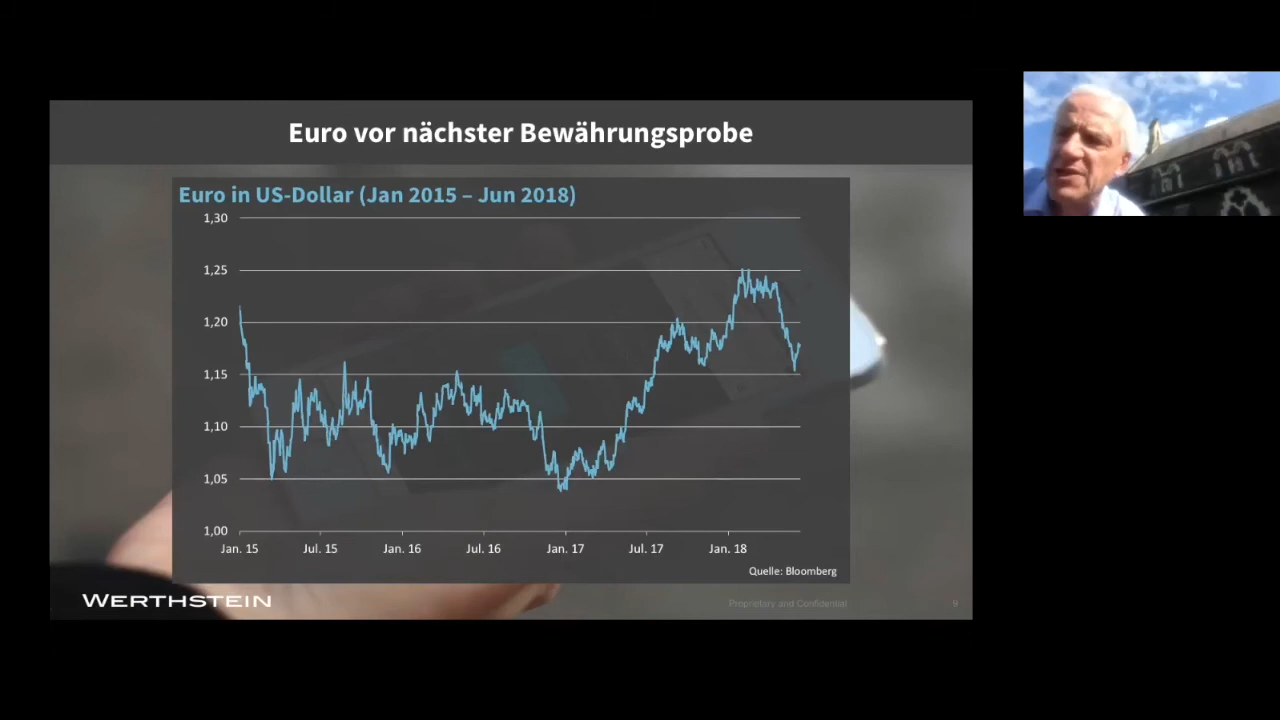 Euro vor nächster Bewährungsprobe
Euro in US-Dollar (Jan 2015 – Jun 2018)
1,30
1,25
1,20
1,15
1,10
1,05
1,00
Jan. 15 Jul. 15 Jan. 16 Jul. 16 Jan. 17 Jul. 17 Jan. 18
Quelle: Bloomberg
WERTHSTEIN Proprietary and Confidential 9